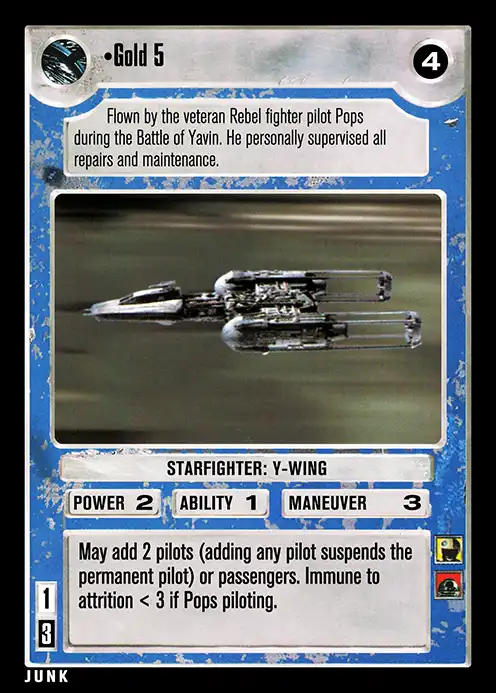 •Gold 5
4
Flown by the veteran Rebel fighter pilot Pops
during the Battle of Yavin. He personally supervised all
repairs and maintenance.
STARFIGHTER: Y-WING
POWER 2 ABILITY 1 MANEUVER 3
May add 2 pilots (adding any pilot suspends the
permanent pilot) or passengers. Immune to
attrition < 3 if Pops piloting.
1
3
JUNK